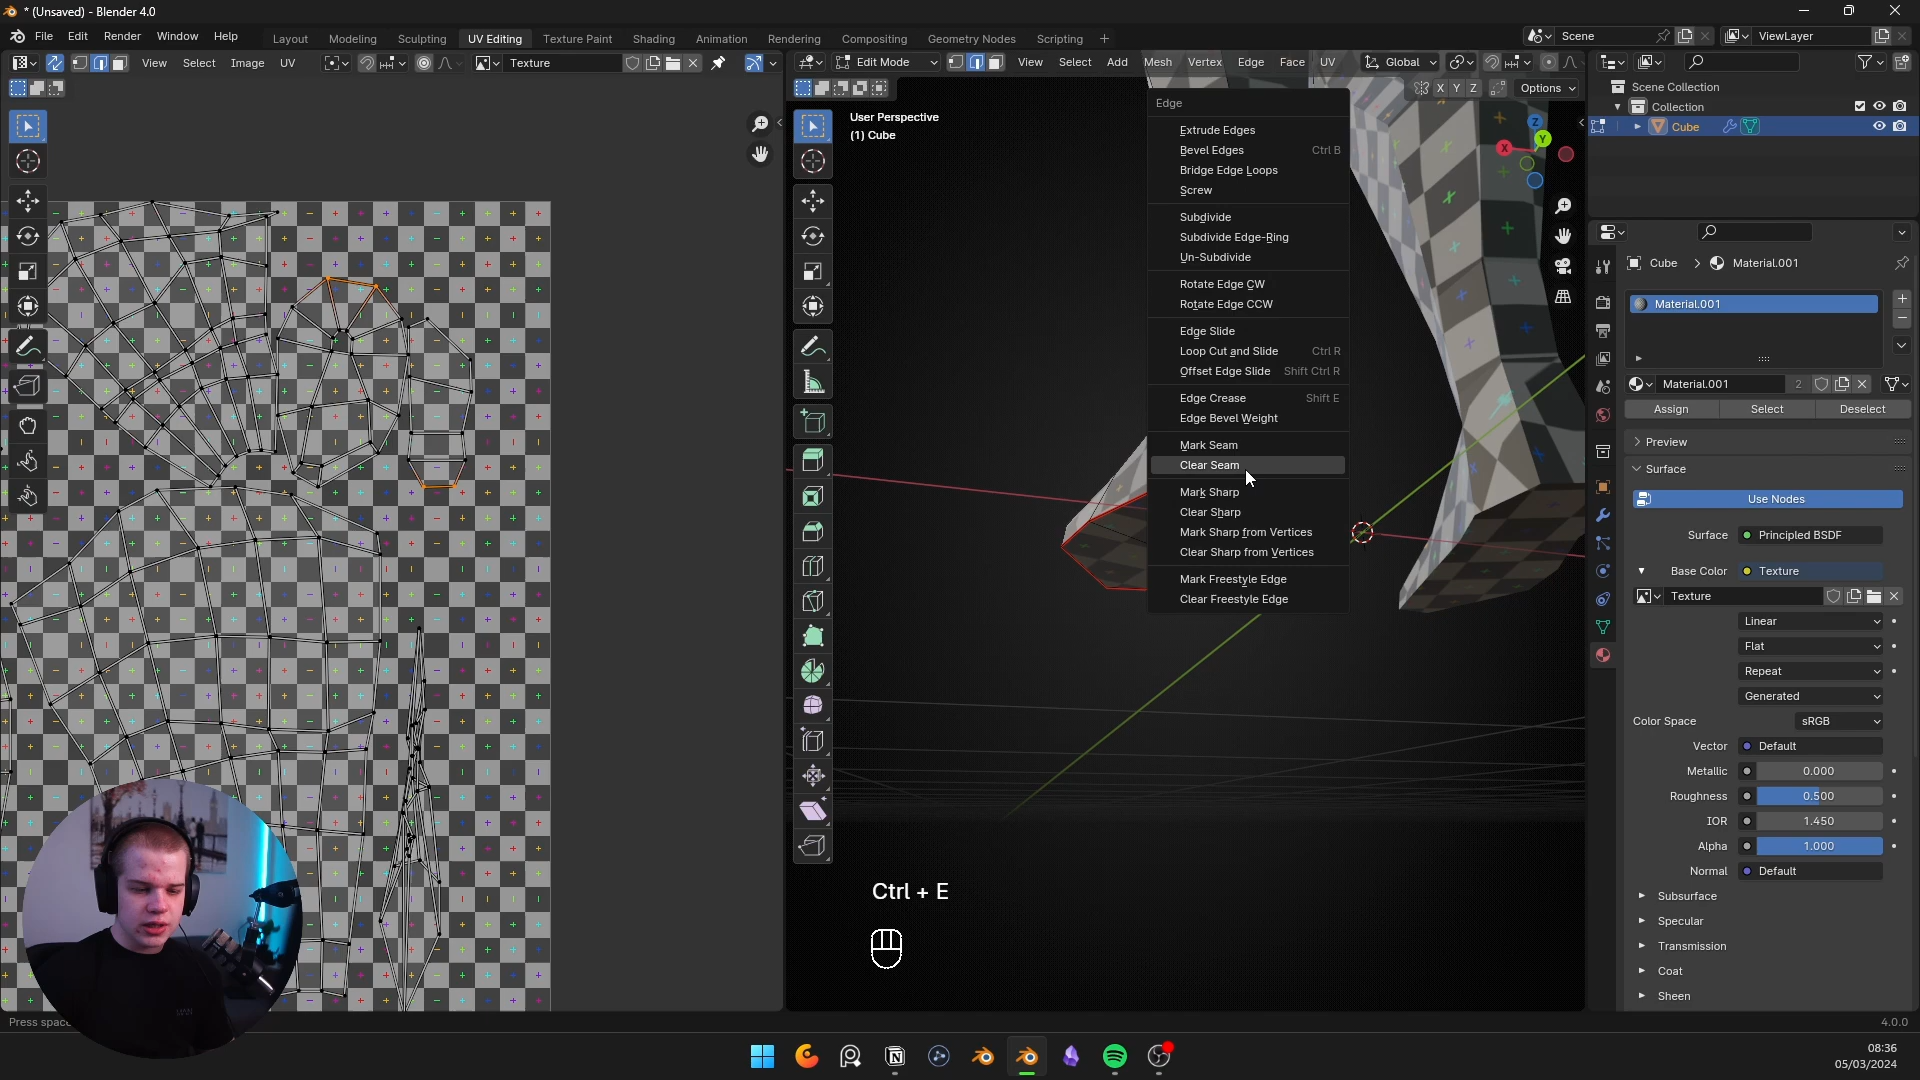 * (Unsaved) - Blender 4.0
File Edit Render Window Help
Layout Modeling Sculpting UV Editing Texture Paint Shading Animation Rendering Compositing Geometry Nodes Scripting +
Scene
ViewLayer
View Select Image UV
Texture
Edit Mode
View Select Add Mesh Vertex Edge Face UV
Global
X Y Z
Options
User Perspective
(1) Cube
Edge
Extrude Edges
Bevel Edges Ctrl B
Bridge Edge Loops
Screw
Subdivide
Subdivide Edge-Ring
Un-Subdivide
Rotate Edge CW
Rotate Edge CCW
Edge Slide
Loop Cut and Slide Ctrl R
Offset Edge Slide Shift Ctrl R
Edge Crease Shift E
Edge Bevel Weight
Mark Seam
Clear Seam
Mark Sharp
Clear Sharp
Mark Sharp from Vertices
Clear Sharp from Vertices
Mark Freestyle Edge
Clear Freestyle Edge
Z
Y
X
Ctrl + E
Scene Collection
Collection
Cube
Cube > Material.001
Material.001
Material.001 2
Assign Select Deselect
Preview
Surface
Use Nodes
Surface Principled BSDF
Base Color Texture
Texture
Linear
Flat
Repeat
Generated
Color Space sRGB
Vector Default
Metallic 0.000
Roughness 0.500
IOR 1.450
Alpha 1.000
Normal Default
Subsurface
Specular
Transmission
Coat
Sheen
Press spac
4.0.0
08:36
05/03/2024